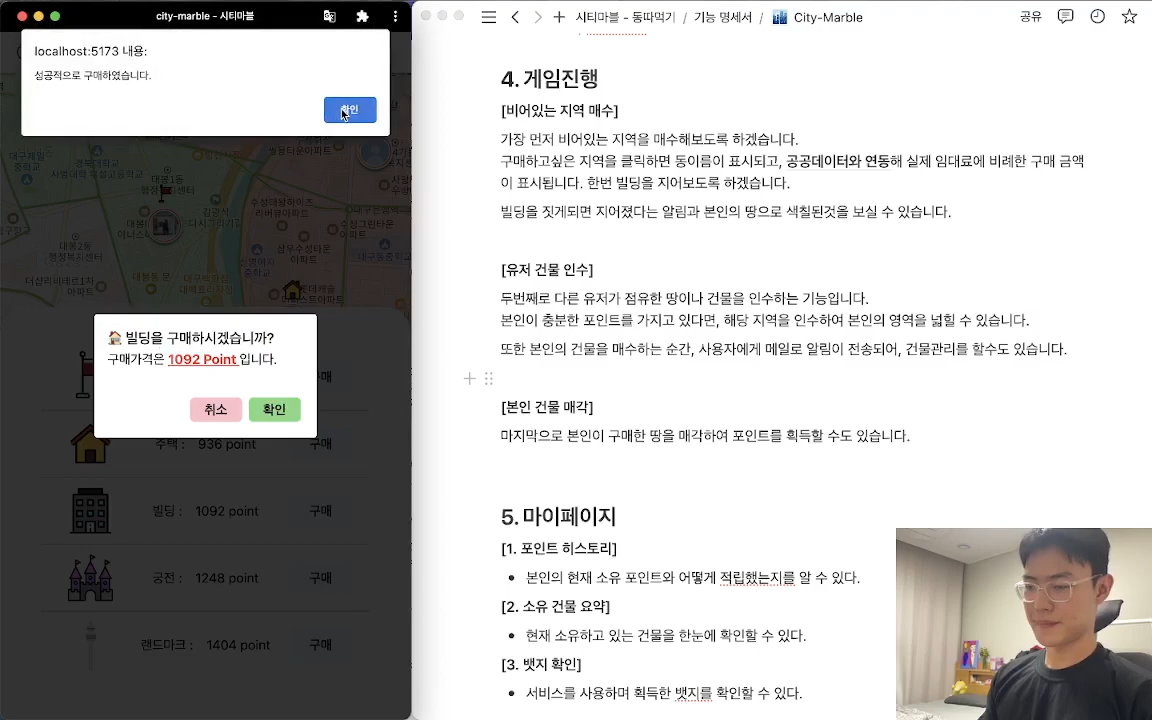 city-marble - 시티마블
localhost:5173 내용:
성공적으로 구매하였습니다.
확인
🏠 빌딩을 구매하시겠습니까?
구매가격은 1092 Point 입니다.
취소
확인
주택 : 936 point 구매
빌딩 : 1092 point 구매
궁전 : 1248 point 구매
랜드마크 : 1404 point 구매
시티마블 - 동따먹기 / 기능 명세서 / City-Marble
공유
4. 게임진행
[비어있는 지역 매수]
가장 먼저 비어있는 지역을 매수해보도록 하겠습니다.
구매하고싶은 지역을 클릭하면 동이름이 표시되고, 공공데이터와 연동해 실제 임대료에 비례한 구매 금액
이 표시됩니다. 한번 빌딩을 지어보도록 하겠습니다.
빌딩을 짓게되면 지어졌다는 알림과 본인의 땅으로 색칠된것을 보실 수 있습니다.
[유저 건물 인수]
두번째로 다른 유저가 점유한 땅이나 건물을 인수하는 기능입니다.
본인이 충분한 포인트를 가지고 있다면, 해당 지역을 인수하여 본인의 영역을 넓힐 수 있습니다.
또한 본인의 건물을 매수하는 순간, 사용자에게 메일로 알림이 전송되어, 건물관리를 할수도 있습니다.
[본인 건물 매각]
마지막으로 본인이 구매한 땅을 매각하여 포인트를 획득할 수도 있습니다.
5. 마이페이지
[1. 포인트 히스토리]
• 본인의 현재 소유 포인트와 어떻게 적립했는지를 알 수 있다.
[2. 소유 건물 요약]
• 현재 소유하고 있는 건물을 한눈에 확인할 수 있다.
[3. 뱃지 확인]
• 서비스를 사용하며 획득한 뱃지를 확인할 수 있다.